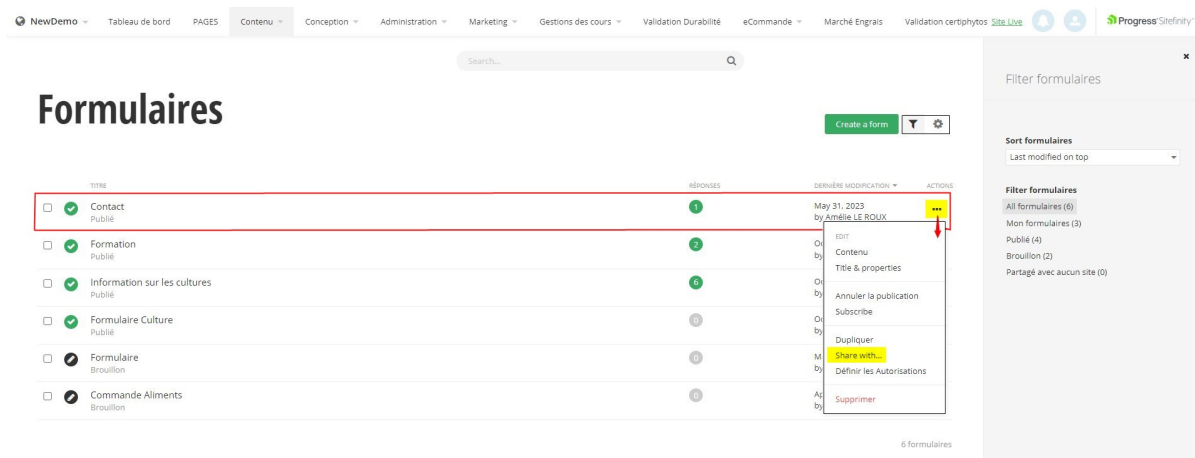 NewDemo Tableau de bord PAGES Contenu Conception Administration Marketing Gestions des cours Validation Durabilité eCommande Marché Engrais Validation certiphytos Site Live Progress Sitefinity
Search...
Filter formulaires
Formulaires
Create a form
Sort formulaires
Last modified on top
TITRE RÉPONSES DERNIÈRE MODIFICATION ACTIONS
Filter formulaires
All formulaires (6)
Mon formulaires (3)
Publié (4)
Brouillon (2)
Partagé avec aucun site (0)
Contact 1 May 31, 2023
Publié by Amélie LE ROUX
Formation 2
Publié by
Information sur les cultures 6
Publié by
Formulaire Culture 0
Publié by
Formulaire 0
Brouillon by
Commande Aliments 0
Brouillon by
EDIT
Contenu
Title & properties
Annuler la publication
Subscribe
Dupliquer
Share with...
Définir les Autorisations
Supprimer
6 formulaires